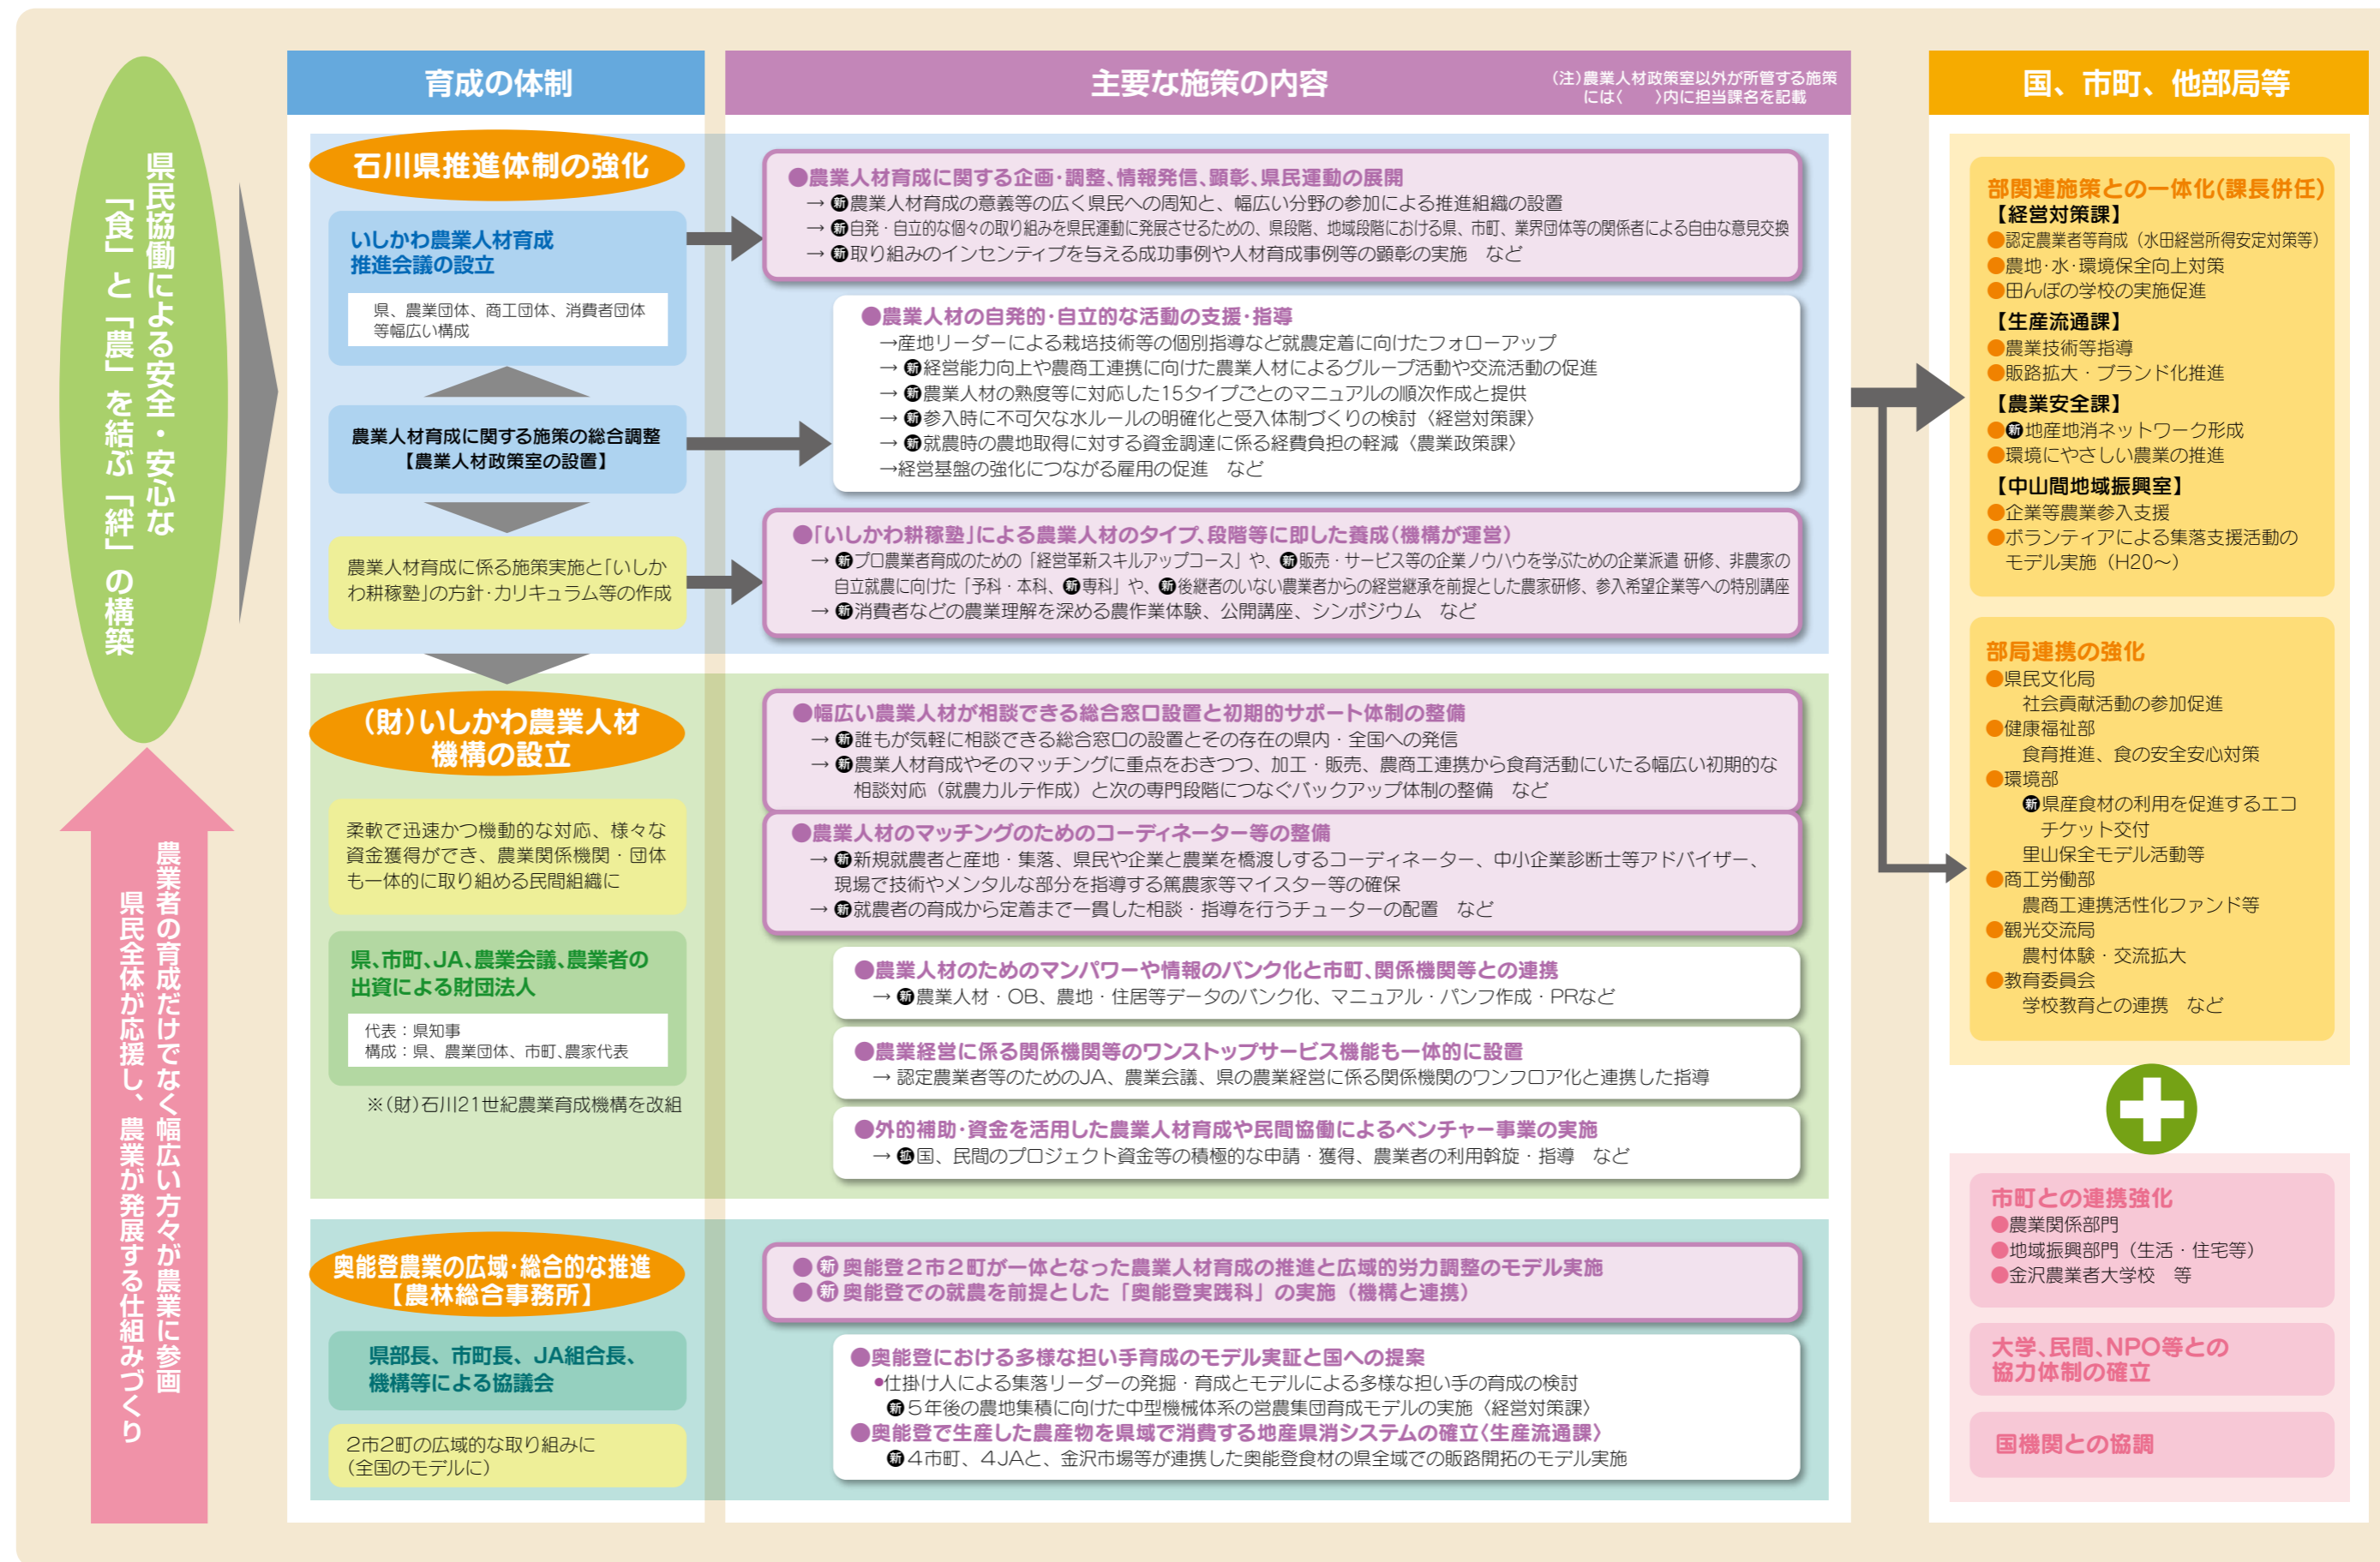 県民協働による安全・安心な
「食」と「農」を結ぶ「絆」の構築
農業者の育成だけでなく幅広い方々が農業に参画
県民全体が応援し、農業が発展する仕組みづくり
育成の体制
石川県推進体制の強化
いしかわ農業人材育成
推進会議の設立
県、農業団体、商工団体、消費者団体
等幅広い構成
農業人材育成に関する施策の総合調整
【農業人材政策室の設置】
農業人材育成に係る施策実施と「いしか
わ耕稼塾」の方針・カリキュラム等の作成
(財)いしかわ農業人材
機構の設立
柔軟で迅速かつ機動的な対応、様々な
資金獲得ができ、農業関係機関・団体
も一体的に取り組める民間組織に
県、市町、JA、農業会議、農業者の
出資による財団法人
代表：県知事
構成：県、農業団体、市町、農家代表
※(財)石川21世紀農業育成機構を改組
奥能登農業の広域・総合的な推進
【農林総合事務所】
県部長、市町長、JA組合長、
機構等による協議会
2市2町の広域的な取り組みに
(全国のモデルに)
主要な施策の内容
(注)農業人材政策室以外が所管する施策
には〈　　〉内に担当課名を記載
●農業人材育成に関する企画・調整、情報発信、顕彰、県民運動の展開
→ 新農業人材育成の意義等の広く県民への周知と、幅広い分野の参加による推進組織の設置
→ 新自発・自立的な個々の取り組みを県民運動に発展させるための、県段階、地域段階における県、市町、業界団体等の関係者による自由な意見交換
→ 新取り組みのインセンティブを与える成功事例や人材育成事例等の顕彰の実施　など
●農業人材の自発的・自立的な活動の支援・指導
→産地リーダーによる栽培技術等の個別指導など就農定着に向けたフォローアップ
→ 新経営能力向上や農商工連携に向けた農業人材によるグループ活動や交流活動の促進
→ 新農業人材の熟度等に対応した15タイプごとのマニュアルの順次作成と提供
→ 新参入時に不可欠な水ルールの明確化と受入体制づくりの検討〈経営対策課〉
→ 新就農時の農地取得に対する資金調達に係る経費負担の軽減〈農業政策課〉
→経営基盤の強化につながる雇用の促進　など
●「いしかわ耕稼塾」による農業人材のタイプ、段階等に即した養成(機構が運営)
→ 新プロ農業者育成のための「経営革新スキルアップコース」や、新販売・サービス等の企業ノウハウを学ぶための企業派遣 研修、非農家の
自立就農に向けた「予科・本科、新専科」や、新後継者のいない農業者からの経営継承を前提とした農家研修、参入希望企業等への特別講座
→ 新消費者などの農業理解を深める農作業体験、公開講座、シンポジウム　など
●幅広い農業人材が相談できる総合窓口設置と初期的サポート体制の整備
→ 新誰もが気軽に相談できる総合窓口の設置とその存在の県内・全国への発信
→ 新農業人材育成やそのマッチングに重点をおきつつ、加工・販売、農商工連携から食育活動にいたる幅広い初期的な
相談対応（就農カルテ作成）と次の専門段階につなぐバックアップ体制の整備　など
●農業人材のマッチングのためのコーディネーター等の整備
→ 新新規就農者と産地・集落、県民や企業と農業を橋渡しするコーディネーター、中小企業診断士等アドバイザー、
現場で技術やメンタルな部分を指導する篤農家等マイスター等の確保
→ 新就農者の育成から定着まで一貫した相談・指導を行うチューターの配置　など
●農業人材のためのマンパワーや情報のバンク化と市町、関係機関等との連携
→ 新農業人材・OB、農地・住居等データのバンク化、マニュアル・パンフ作成・PRなど
●農業経営に係る関係機関等のワンストップサービス機能も一体的に設置
→ 認定農業者等のためのJA、農業会議、県の農業経営に係る関係機関のワンフロア化と連携した指導
●外的補助・資金を活用した農業人材育成や民間協働によるベンチャー事業の実施
→ 拡国、民間のプロジェクト資金等の積極的な申請・獲得、農業者の利用斡旋・指導　など
●新奥能登２市２町が一体となった農業人材育成の推進と広域的労力調整のモデル実施
●新奥能登での就農を前提とした「奥能登実践科」の実施（機構と連携）
●奥能登における多様な担い手育成のモデル実証と国への提案
•仕掛け人による集落リーダーの発掘・育成とモデルによる多様な担い手の育成の検討
新５年後の農地集積に向けた中型機械体系の営農集団育成モデルの実施〈経営対策課〉
●奥能登で生産した農産物を県域で消費する地産県消システムの確立〈生産流通課〉
新４市町、４JAと、金沢市場等が連携した奥能登食材の県全域での販路開拓のモデル実施
国、市町、他部局等
部関連施策との一体化(課長併任)
【経営対策課】
●認定農業者等育成（水田経営所得安定対策等）
●農地・水・環境保全向上対策
●田んぼの学校の実施促進
【生産流通課】
●農業技術等指導
●販路拡大・ブランド化推進
【農業安全課】
●新地産地消ネットワーク形成
●環境にやさしい農業の推進
【中山間地域振興室】
●企業等農業参入支援
●ボランティアによる集落支援活動の
モデル実施（H20〜）
部局連携の強化
●県民文化局
社会貢献活動の参加促進
●健康福祉部
食育推進、食の安全安心対策
●環境部
新県産食材の利用を促進するエコ
チケット交付
里山保全モデル活動等
●商工労働部
農商工連携活性化ファンド等
●観光交流局
農村体験・交流拡大
●教育委員会
学校教育との連携　など
市町との連携強化
●農業関係部門
●地域振興部門（生活・住宅等）
●金沢農業者大学校　等
大学、民間、NPO等との
協力体制の確立
国機関との協調